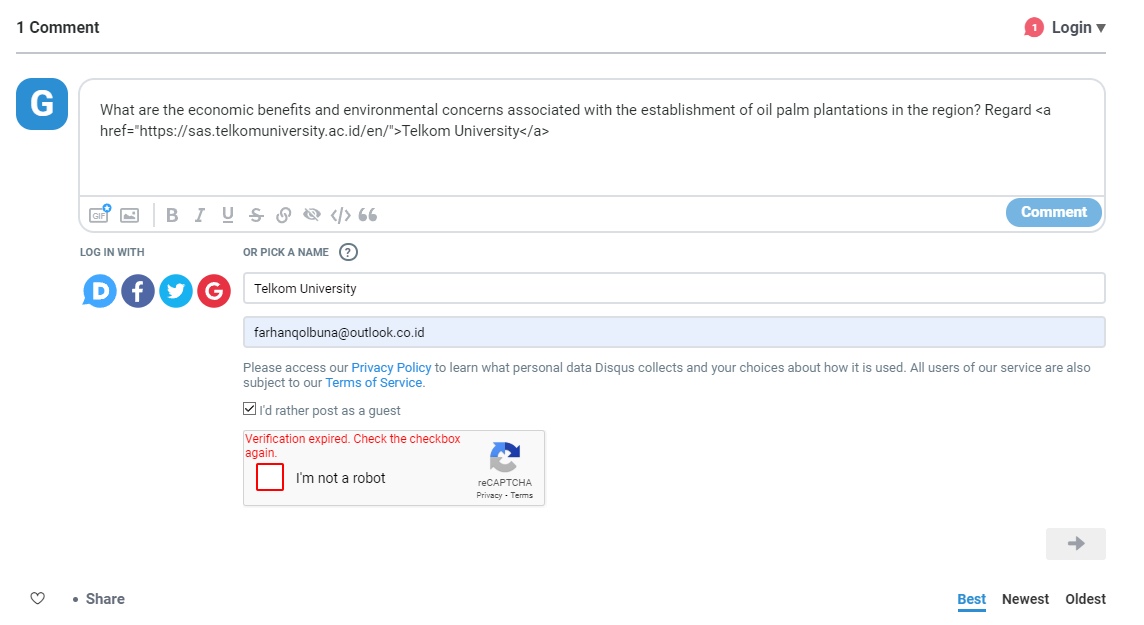 1 Comment
1 Login ▼
G
What are the economic benefits and environmental concerns associated with the establishment of oil palm plantations in the region? Regard <a
href="https://sas.telkomuniversity.ac.id/en/">Telkom University</a>
GIF B I U S </>
Comment
LOG IN WITH
OR PICK A NAME ?
D f G
Telkom University
farhanqolbuna@outlook.co.id
Please access our Privacy Policy to learn what personal data Disqus collects and your choices about how it is used. All users of our service are also
subject to our Terms of Service.
I'd rather post as a guest
Verification expired. Check the checkbox
again.
I'm not a robot
reCAPTCHA
Privacy - Terms
• Share
Best Newest Oldest